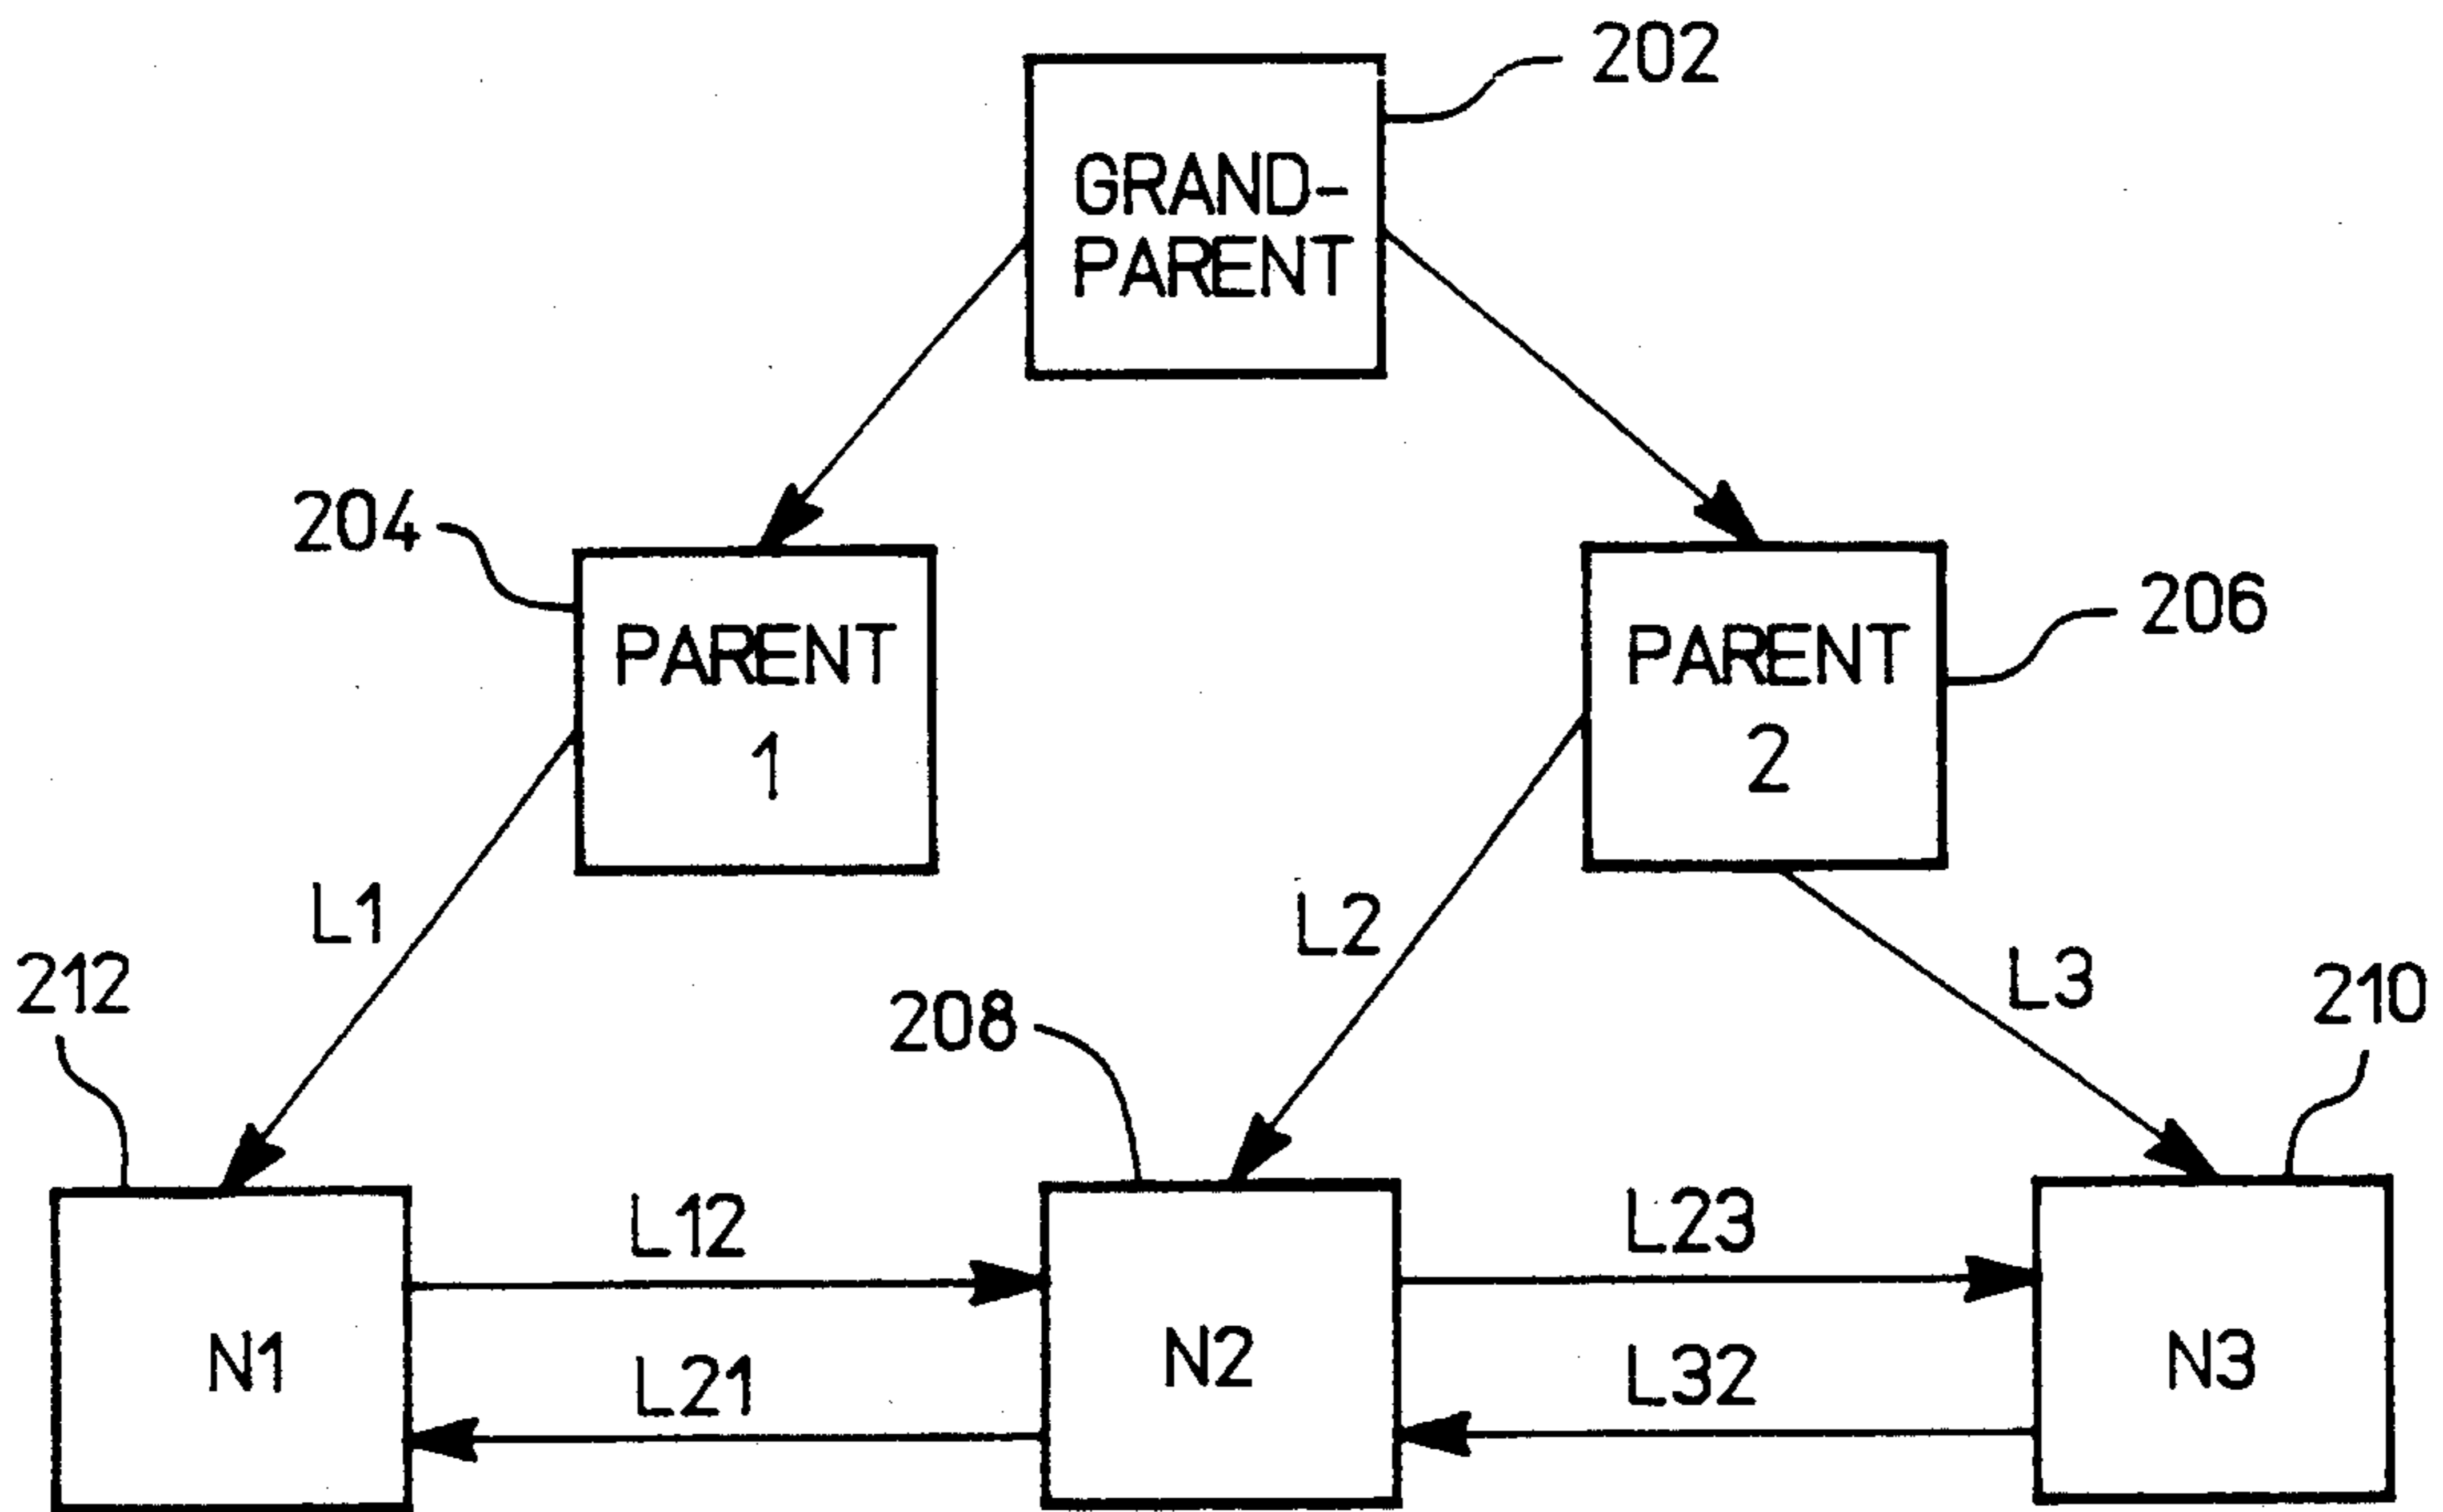 202
GRAND-
PARENT
204
PARENT
1
206
PARENT
2
L1
L2
L3
212
208
210
L12
L23
N1
L21
N2
L32
N3